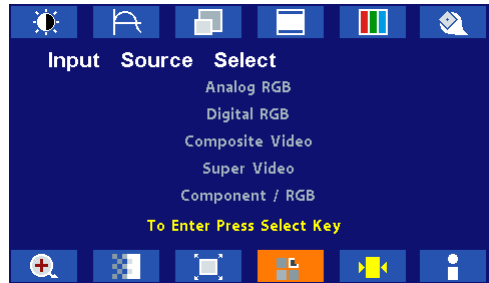 Input Source Select
Analog RGB
Digital RGB
Composite Video
Super Video
Component / RGB
To Enter Press Select Key